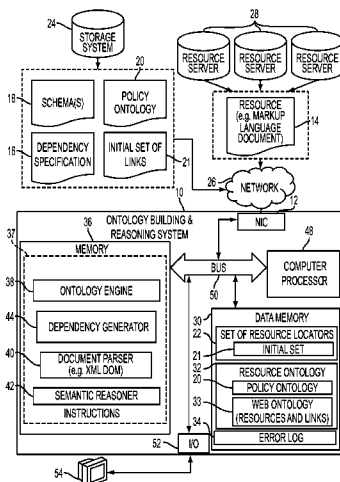 24
STORAGE
SYSTEM
28
RESOURCE
SERVER
RESOURCE
SERVER
RESOURCE
SERVER
20
18
SCHEMA(S)
POLICY
ONTOLOGY
16
DEPENDENCY
SPECIFICATION
INITIAL SET OF
LINKS
21
RESOURCE
(e.g. MARKUP
LANGUAGE
DOCUMENT)
14
26
NETWORK
10
12
ONTOLOGY BUILDING &
REASONING SYSTEM
NIC
36
MEMORY
37
38
ONTOLOGY ENGINE
44
DEPENDENCY GENERATOR
40
DOCUMENT PARSER
(e.g. XML DOM)
42
SEMANTIC REASONER
INSTRUCTIONS
BUS
50
48
COMPUTER
PROCESSOR
30
DATA MEMORY
22
SET OF RESOURCE LOCATORS
21
INITIAL SET
32
RESOURCE ONTOLOGY
20
POLICY ONTOLOGY
33
WEB ONTOLOGY
(RESOURCES AND LINKS)
34
ERROR LOG
52
I/O
54